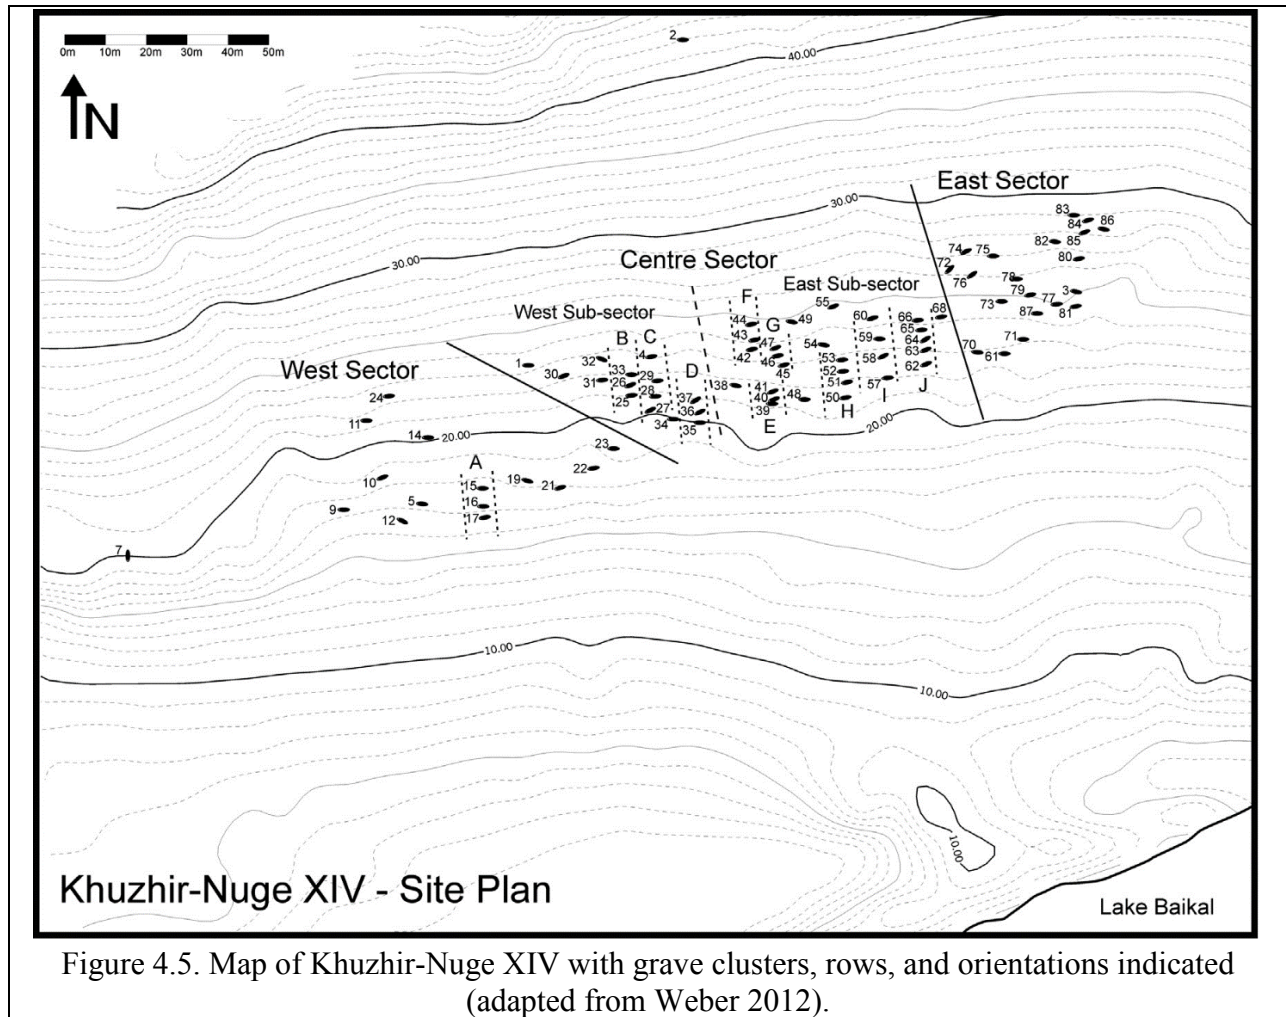 0m 10m 20m 30m 40m 50m
2
40.00
N
East Sector
30.00
83
84 86
85
82
74 75
80
72
76
78
30.00
Centre Sector
East Sub-sector
79 3
73 77
87 81
F
55
West Sub-sector
44 49 60 66 68
G
65
B C
43
47
54 59 64 71
42
46
63 70 61
32 4
53 58
1
45
62
33 29 D
52
West Sector
30 31 26
38 41
51 57
J
24
25 28 37
40 48
50 I
27 36
39
H
11
34 35
E
20.00
14 20.00
23
A
22
10
15 19
21
5
16
9
12
17
7
10.00
10.00
10.00
Khuzhir-Nuge XIV - Site Plan
Lake Baikal
Figure 4.5. Map of Khuzhir-Nuge XIV with grave clusters, rows, and orientations indicated
(adapted from Weber 2012).